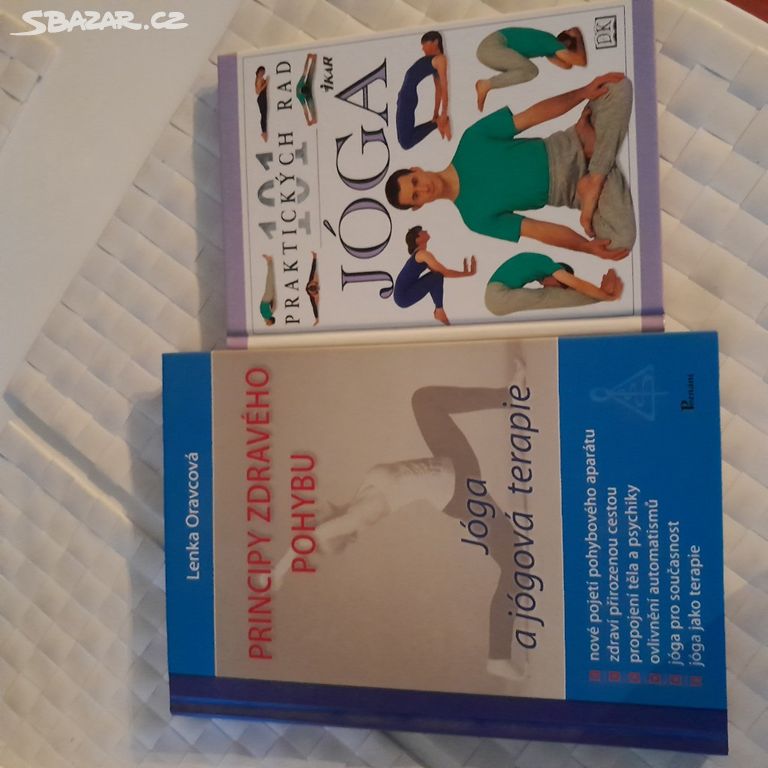 SBAZAR.CZ
101
PRAKTICKÝCH RAD
IKAR
JÓGA
DK
Lenka Oravcová
PRINCIPY ZDRAVÉHO
POHYBU
Jóga
a jógová terapie
nové pojetí pohybového aparátu
zdraví přirozenou cestou
propojení těla a psychiky
ovlivnění automatismů
jóga pro současnost
jóga jako terapie
Poznání